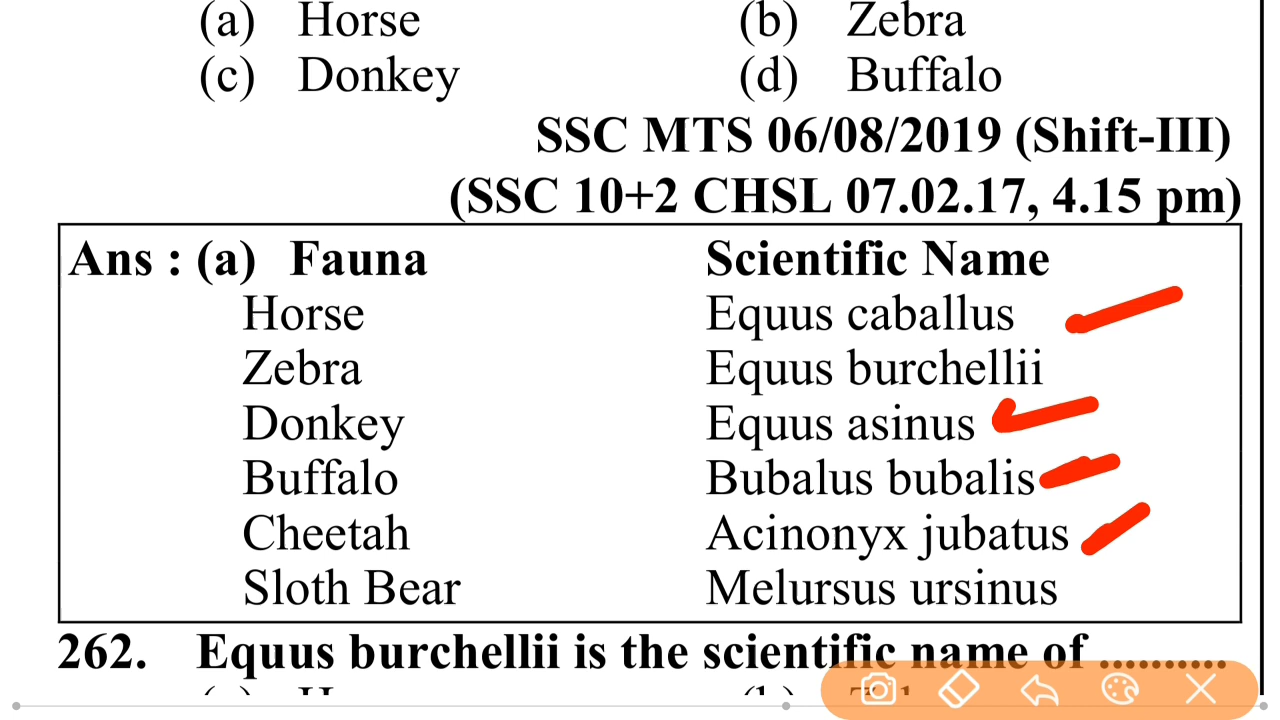 (a) Horse (b) Zebra
(c) Donkey (d) Buffalo
SSC MTS 06/08/2019 (Shift-III)
(SSC 10+2 CHSL 07.02.17, 4.15 pm)
Ans : (a) Fauna Scientific Name
Horse Equus caballus
Zebra Equus burchellii
Donkey Equus asinus
Buffalo Bubalus bubalis
Cheetah Acinonyx jubatus
Sloth Bear Melursus ursinus
262. Equus burchellii is the scientific name of ..........